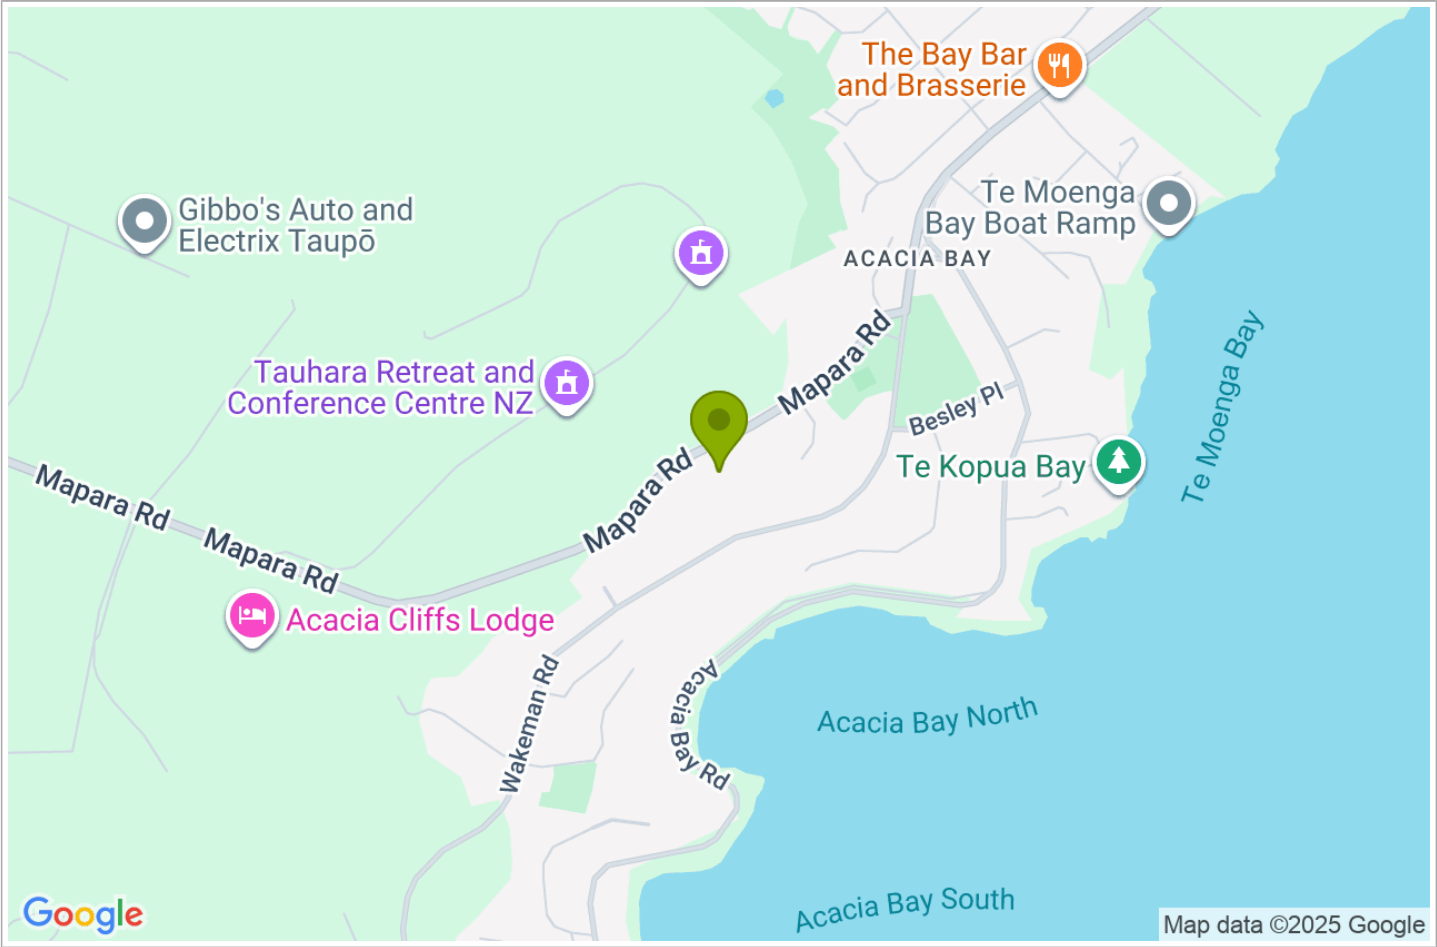 The Bay Bar
and Brasserie
Te Moenga
Bay Boat Ramp
Gibbo's Auto and
Electrix Taupō
ACACIA BAY
Mapara Rd
Te Moenga Bay
Tauhara Retreat and
Conference Centre NZ
Besley Pl
Mapara Rd
Te Kopua Bay
Mapara Rd
Mapara Rd
Acacia Cliffs Lodge
Wakeman Rd
Acacia Bay Rd
Acacia Bay North
Acacia Bay South
Google
Map data ©2025 Google